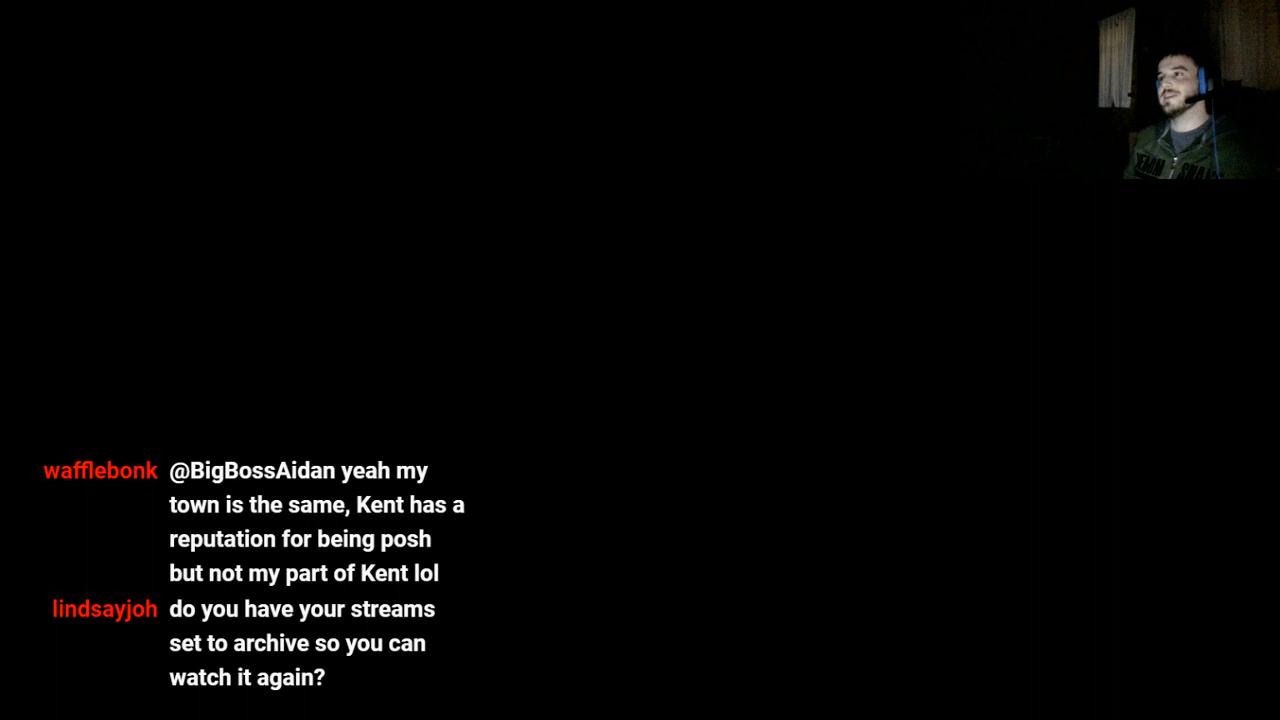 wafflebonk @BigBossAidan yeah my
town is the same, Kent has a
reputation for being posh
but not my part of Kent lol
lindsayjoh do you have your streams
set to archive so you can
watch it again?